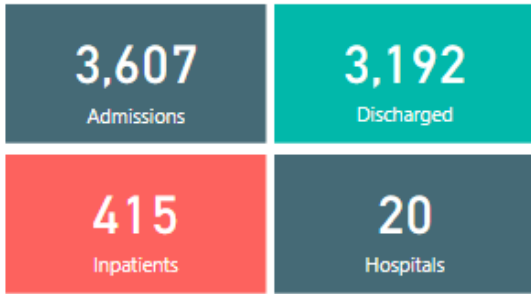 3,607
Admissions
3,192
Discharged
415
Inpatients
20
Hospitals